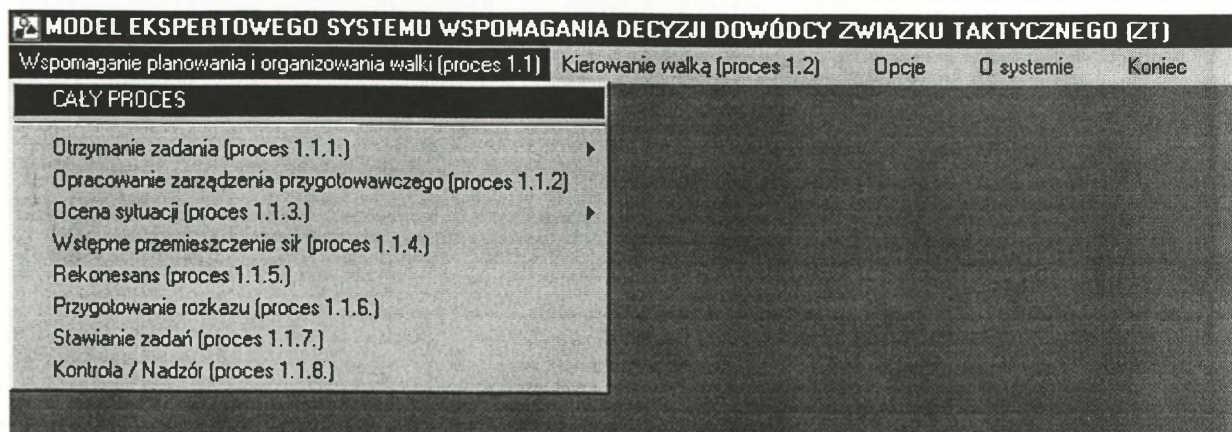 MODEL EKSPERTOWEGO SYSTEMU WSPOMAGANIA DECYZJI DOWÓDCY ZWIĄZKU TAKTYCZNEGO (ZT)
Wspomaganie planowania i organizowania walki (proces 1.1) Kierowanie walką (proces 1.2) Opcje O systemie Koniec
CAŁY PROCES
Otrzymanie zadania (proces 1.1.1.)
Opracowanie zarządzenia przygotowawczego (proces 1.1.2)
Ocena sytuacji (proces 1.1.3.)
Wstępne przemieszczenie sił (proces 1.1.4.)
Rekonesans (proces 1.1.5.)
Przygotowanie rozkazu (proces 1.1.6.)
Stawianie zadań (proces 1.1.7.)
Kontrola / Nadzór (proces 1.1.8.)